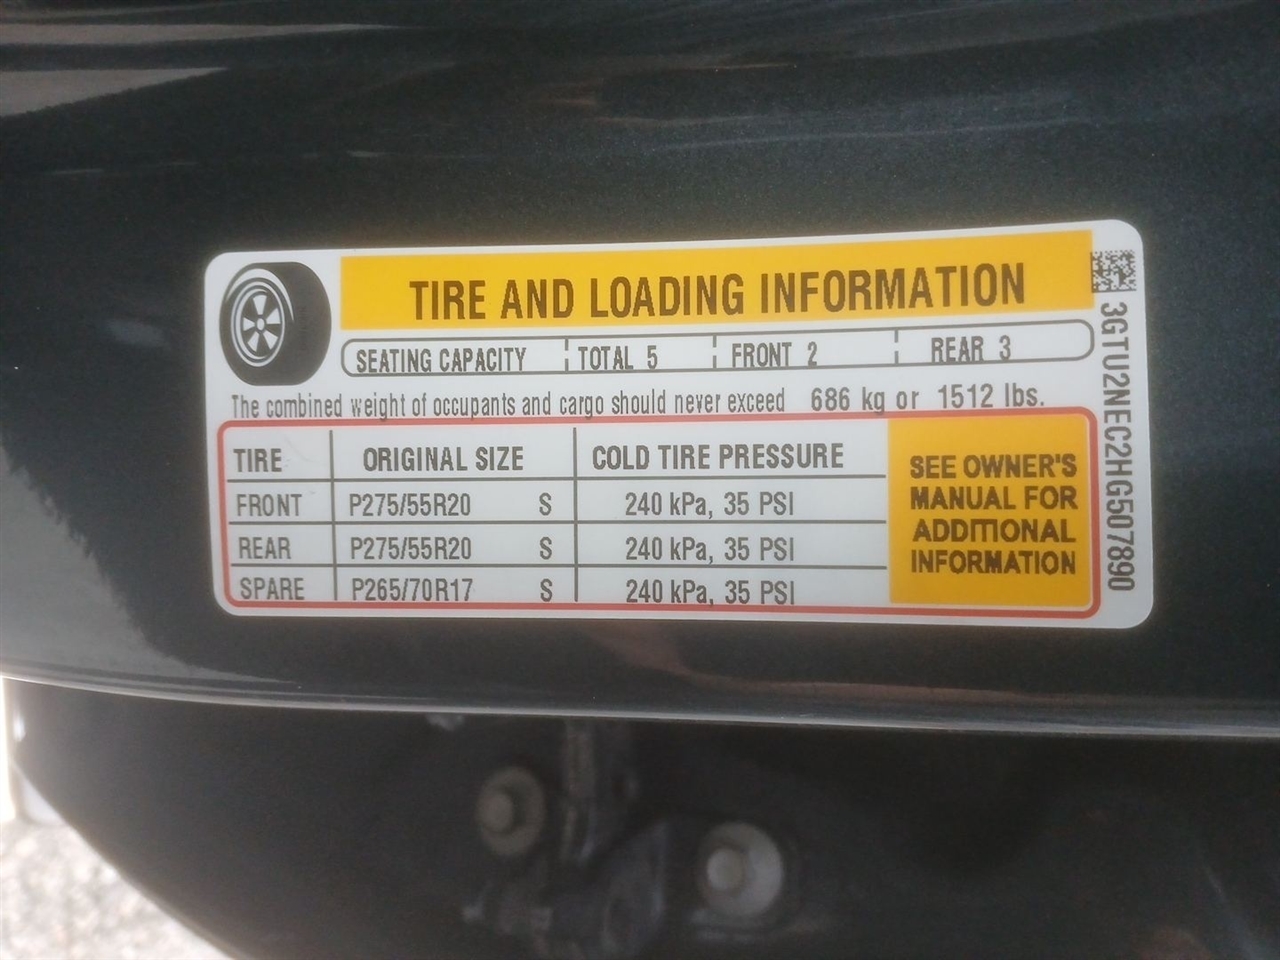 TIRE AND LOADING INFORMATION
SEATING CAPACITY TOTAL 5 FRONT 2 REAR 3
The combined weight of occupants and cargo should never exceed 686 kg or 1512 lbs.
TIRE ORIGINAL SIZE COLD TIRE PRESSURE
FRONT P275/55R20 S 240 kPa, 35 PSI
REAR P275/55R20 S 240 kPa, 35 PSI
SPARE P265/70R17 S 240 kPa, 35 PSI
SEE OWNER'S
MANUAL FOR
ADDITIONAL
INFORMATION
3GTU2NEC2HG507890